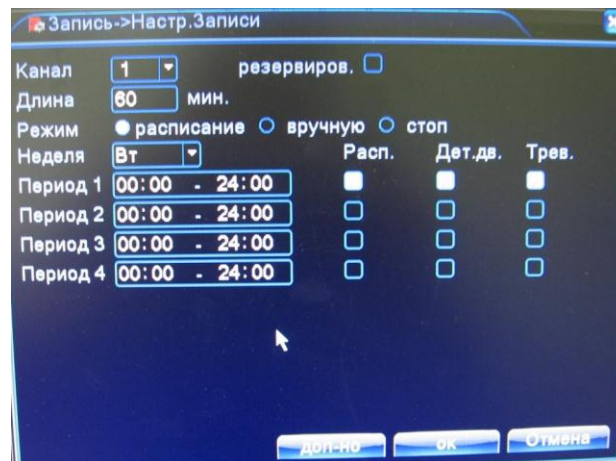 Запись->Настр.Записи
Канал 1 резервиров.
Длина 60 мин.
Режим расписание вручную стоп
Неделя Вт Расп. Дет.дв. Трев.
Период 1 00:00 - 24:00
Период 2 00:00 - 24:00
Период 3 00:00 - 24:00
Период 4 00:00 - 24:00
доп-но ок Отмена